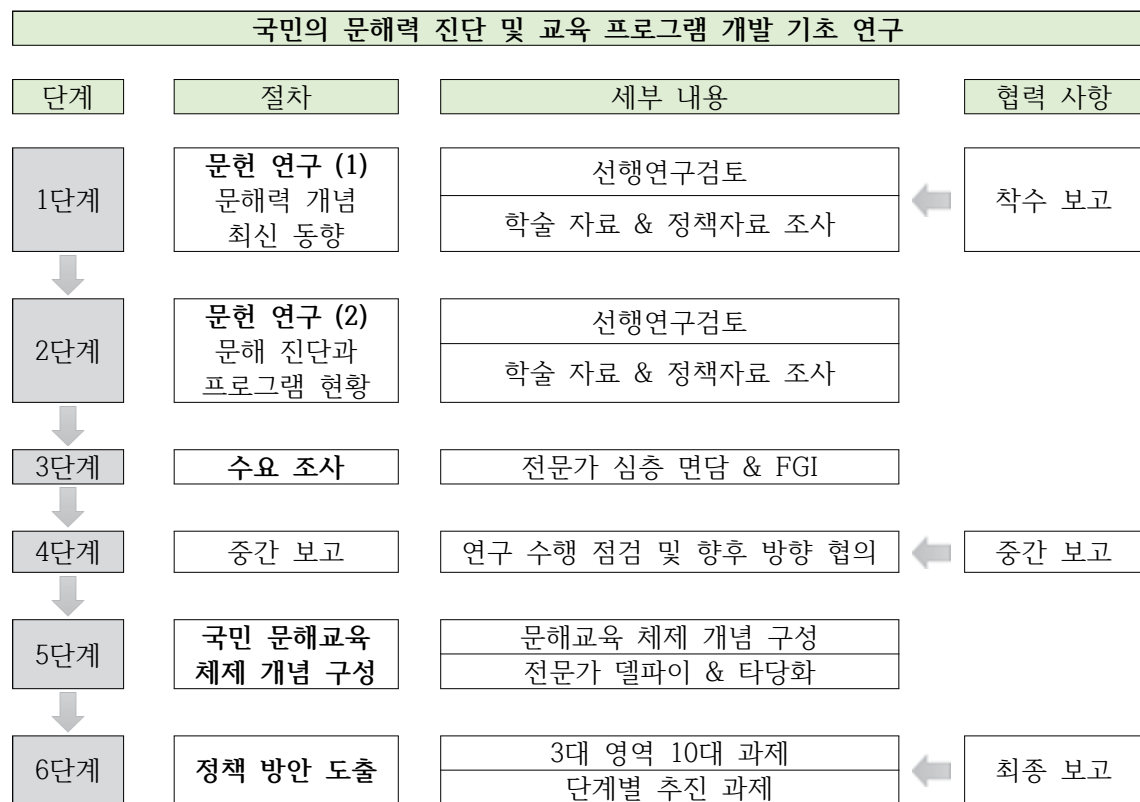 국민의 문해력 진단 및 교육 프로그램 개발 기초 연구
단계 절차 세부 내용 협력 사항
1단계
문헌 연구 (1)
문해력 개념
최신 동향
선행연구검토
학술 자료 & 정책자료 조사
착수 보고
2단계
문헌 연구 (2)
문해 진단과
프로그램 현황
선행연구검토
학술 자료 & 정책자료 조사
3단계
수요 조사
전문가 심층 면담 & FGI
4단계
중간 보고
연구 수행 점검 및 향후 방향 협의
중간 보고
5단계
국민 문해교육
체제 개념 구성
문해교육 체제 개념 구성
전문가 델파이 & 타당화
6단계
정책 방안 도출
3대 영역 10대 과제
단계별 추진 과제
최종 보고